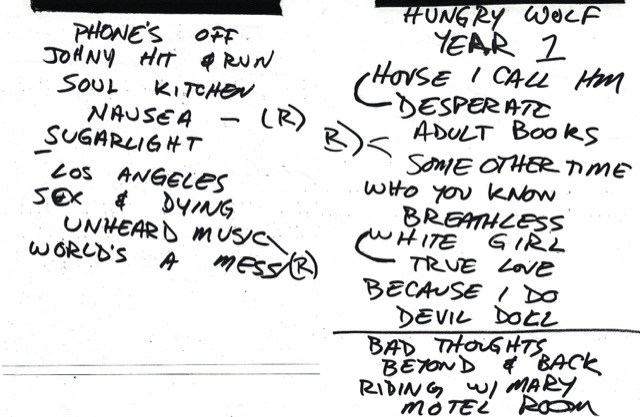 PHONE'S OFF
JOHNY HIT & RUN
SOUL KITCHEN
NAUSEA – (R)
SUGARLIGHT
LOS ANGELES
SEX & DYING
UNHEARD MUSIC
WORLD'S A MESS (R)
HUNGRY WOLF
YEAR 1
HOUSE I CALL HM
DESPERATE
ADULT BOOKS
R) < SOME OTHER TIME
WHO YOU KNOW
BREATHLESS
WHITE GIRL
TRUE LOVE
BECAUSE I DO
DEVIL DOLL
BAD THOUGHTS
BEYOND & BACK
RIDING W/ MARY
MOTEL ROOM